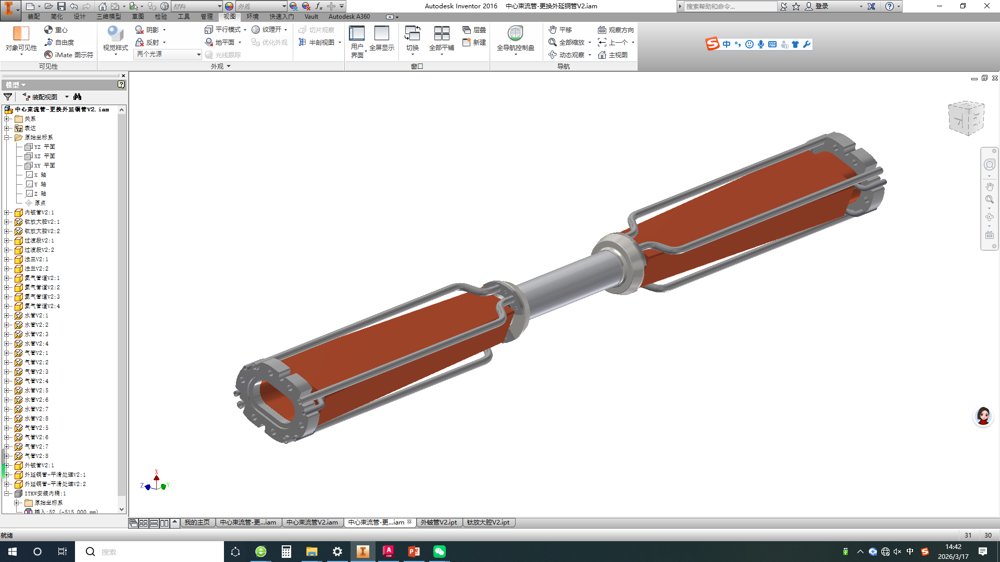 材料
外观
Autodesk Inventor 2016 中心束流管-更换外延铜管V2.iam
搜索帮助和命令...
登录
装配
简化
设计
三维模型
草图
检验
工具
管理
视图
环境
快速入门
Vault
Autodesk A360
对象可见性
重心
自由度
iMate 图示符
可见性
视觉样式
阴影
反射
两个光源
平行模式
地平面
光线跟踪
纹理开
优化外观
外观
切片观察
半剖视图
用户
界面
全屏显示
切换
全部平铺
层叠
新建
窗口
全导航控制盘
平移
全部缩放
动态观察
观察方向
上一个
主视图
导航
中
模型
装配视图
中心束流管-更换外延铜管V2.iam
关系
表达
原始坐标系
YZ 平面
XZ 平面
XY 平面
X 轴
Y 轴
Z 轴
原点
内铍管V2:1
钛放大腔V2:1
钛放大腔V2:2
过渡段V2:1
过渡段V2:2
法兰V2:1
法兰V2:2
氦气管道V2:1
氦气管道V2:2
氦气管道V2:3
氦气管道V2:4
水管V2:1
水管V2:2
水管V2:3
水管V2:4
气管V2:1
气管V2:2
气管V2:3
气管V2:4
水管V2:5
水管V2:6
水管V2:7
水管V2:8
气管V2:5
气管V2:6
气管V2:7
气管V2:8
外铍管V2:1
外延铜管-平滑处理V2:1
外延铜管-平滑处理V2:2
ITKW安装内桶:1
原始坐标系
插入:52 (-515.000 mm)
X
Z
Y
我的主页
中心束流管-更...iam
中心束流管V2.iam
中心束流管-更...iam
外铍管V2.ipt
钛放大腔V2.ipt
就绪
31
30
搜索
中
14:42
2026/3/17